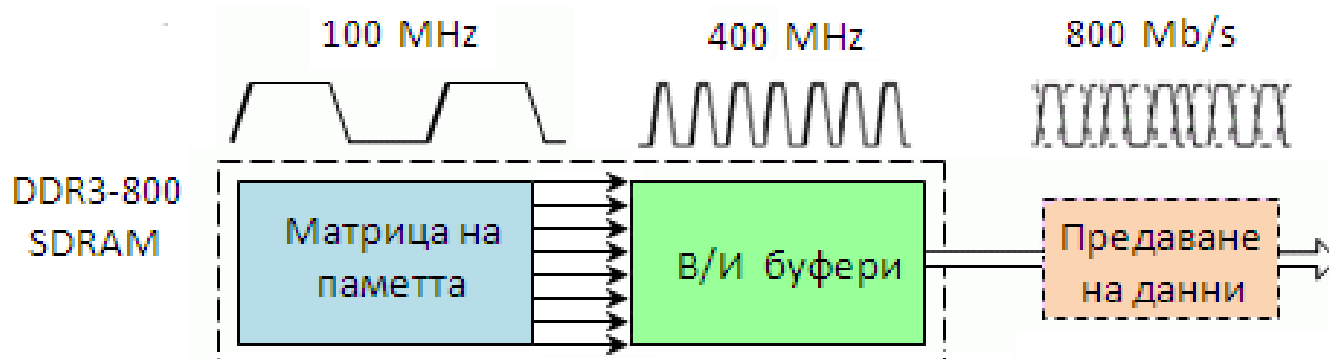 100 MHz
400 MHz
800 Mb/s
DDR3-800
SDRAM
Матрица на
паметта
В/И буфери
Предаване
на данни